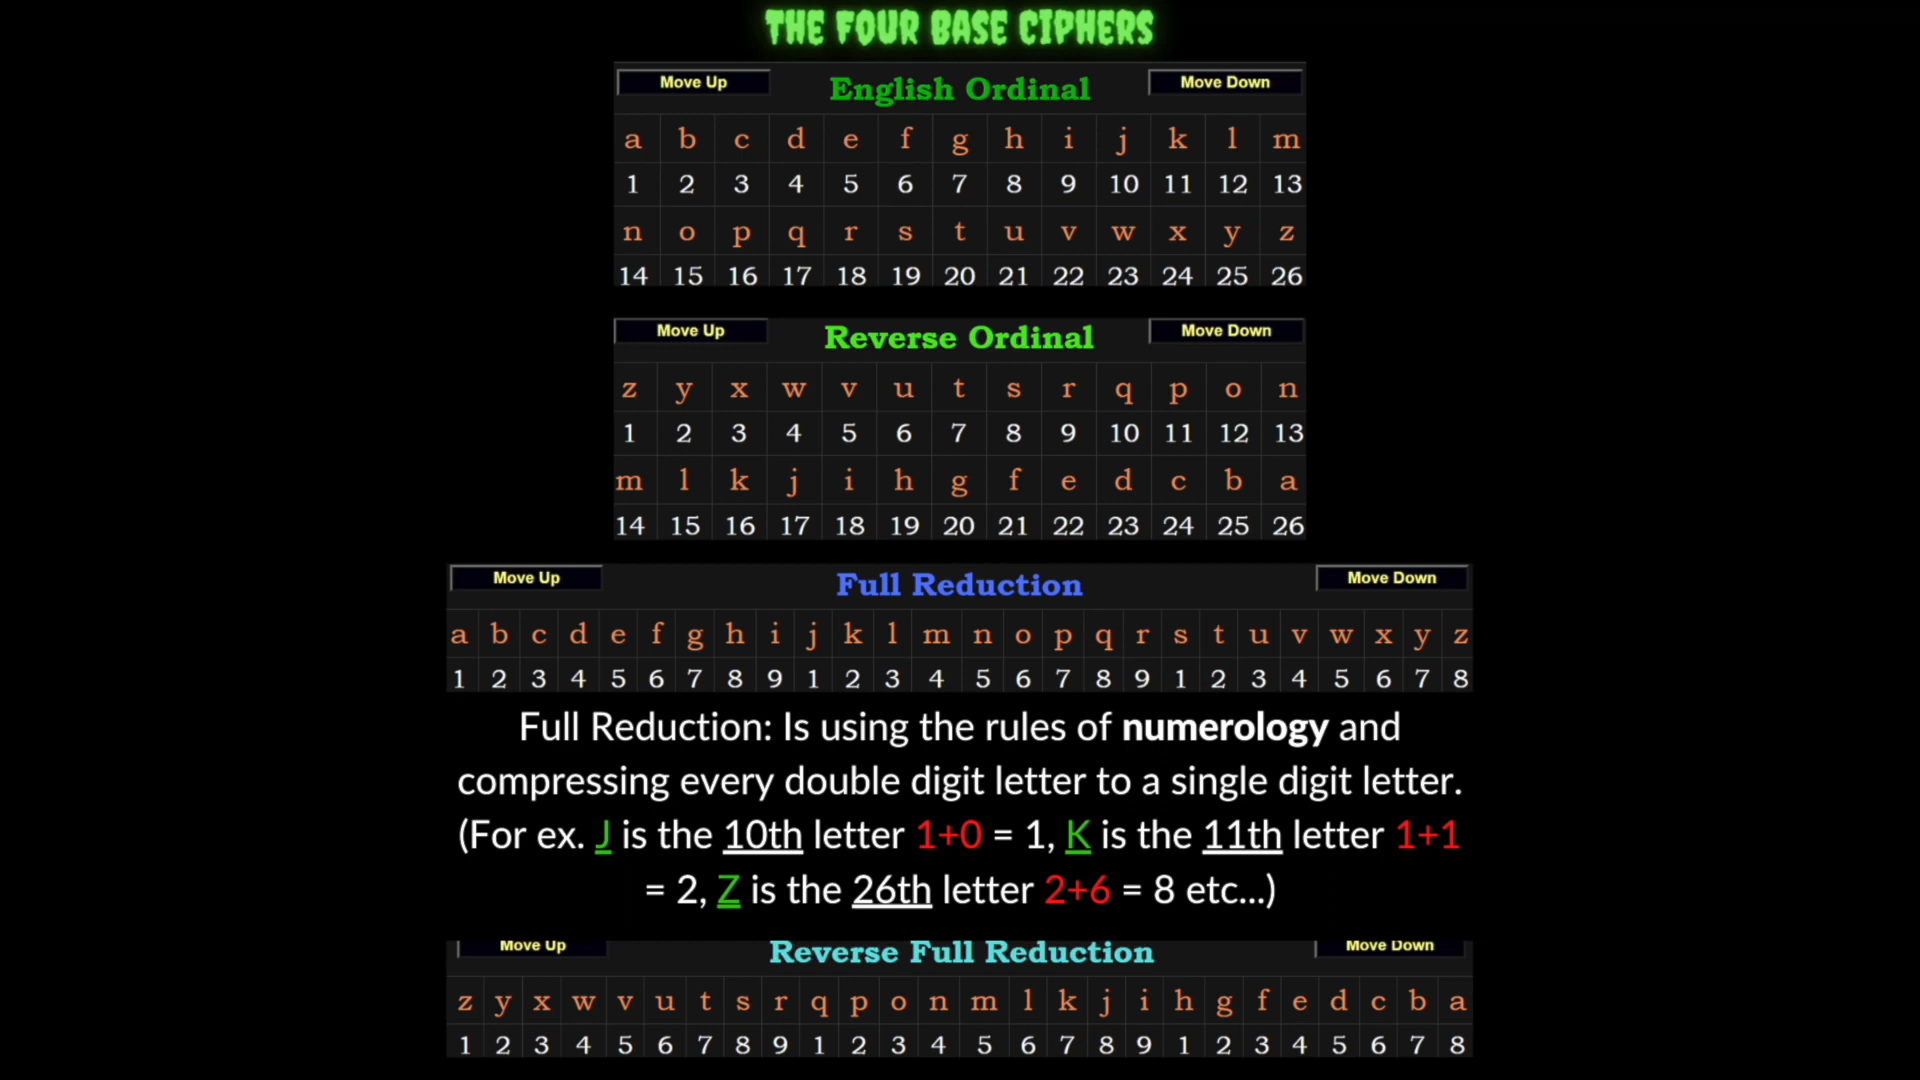 THE FOUR BASE CIPHERS
Move Up English Ordinal Move Down
a b c d e f g h i j k l m
1 2 3 4 5 6 7 8 9 10 11 12 13
n o p q r s t u v w x y z
14 15 16 17 18 19 20 21 22 23 24 25 26
Move Up Reverse Ordinal Move Down
z y x w v u t s r q p o n
1 2 3 4 5 6 7 8 9 10 11 12 13
m l k j i h g f e d c b a
14 15 16 17 18 19 20 21 22 23 24 25 26
Move Up Full Reduction Move Down
a b c d e f g h i j k l m n o p q r s t u v w x y z
1 2 3 4 5 6 7 8 9 1 2 3 4 5 6 7 8 9 1 2 3 4 5 6 7 8
Full Reduction: Is using the rules of numerology and
compressing every double digit letter to a single digit letter.
(For ex. J is the 10th letter 1+0 = 1, K is the 11th letter 1+1
= 2, Z is the 26th letter 2+6 = 8 etc...)
Move Up Reverse Full Reduction Move Down
z y x w v u t s r q p o n m l k j i h g f e d c b a
1 2 3 4 5 6 7 8 9 1 2 3 4 5 6 7 8 9 1 2 3 4 5 6 7 8